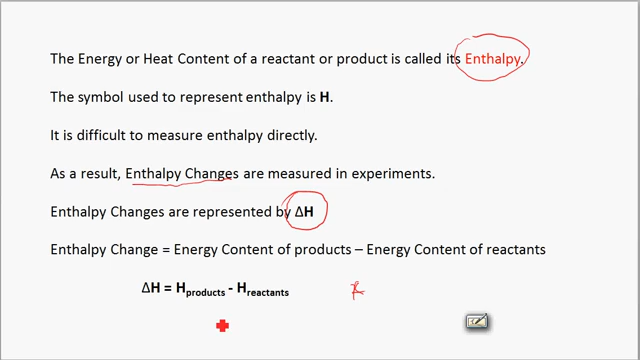 The Energy or Heat Content of a reactant or product is called its Enthalpy.
The symbol used to represent enthalpy is H.
It is difficult to measure enthalpy directly.
As a result, Enthalpy Changes are measured in experiments.
Enthalpy Changes are represented by ΔH
Enthalpy Change = Energy Content of products – Energy Content of reactants
ΔH = Hproducts - Hreactants